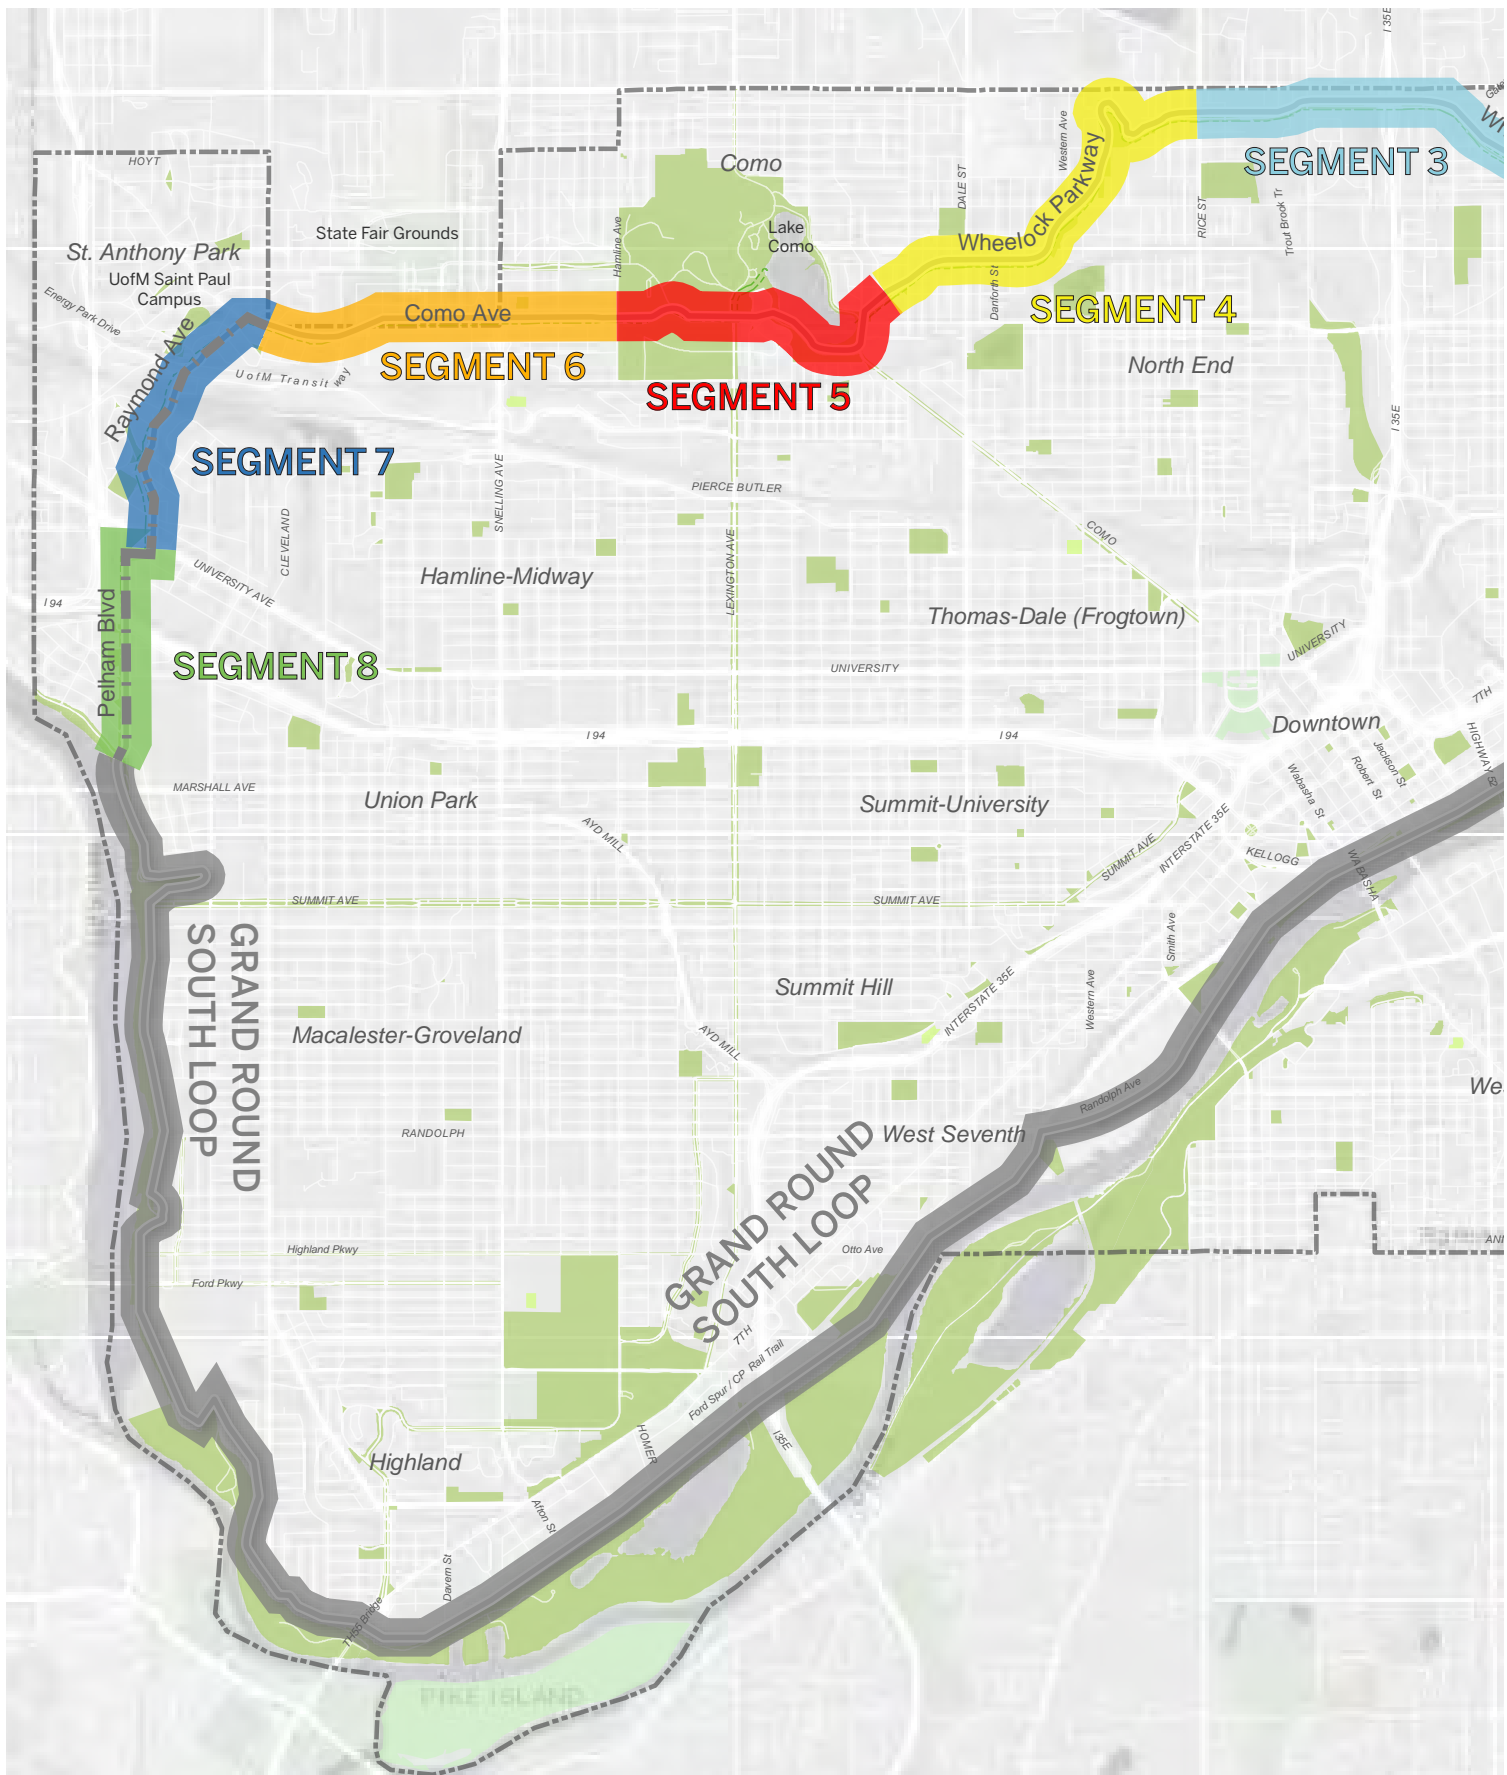 I 35E
Gate
Wh
SEGMENT 3
HOYT
Como
DALE ST
Western Ave
Wheelock Parkway
RICE ST
Trout Brook Tr
St. Anthony Park
State Fair Grounds
Hamline Ave
Lake
Como
UofM Saint Paul
Campus
Energy Park Drive
Danforth St
SEGMENT 4
Como Ave
Raymond Ave
UofM Transit way
SEGMENT 6
SEGMENT 5
North End
I 35E
SEGMENT 7
SNELLING AVE
PIERCE BUTLER
CLEVELAND
COMO
UNIVERSITY AVE
Hamline-Midway
LEXINGTON AVE
I 94
Thomas-Dale (Frogtown)
Pelham Blvd
SEGMENT 8
UNIVERSITY
UNIVERSITY
7TH
Downtown
I 94
I 94
HIGHWAY 52
Jackson St
Robert St
Wabasha St
MARSHALL AVE
Union Park
Summit-University
AYD MILL
SUMMIT AVE
INTERSTATE 35E
KELLOGG
WABASHA
SUMMIT AVE
SUMMIT AVE
GRAND ROUND
SOUTH LOOP
Smith Ave
Summit Hill
INTERSTATE 35E
Western Ave
Macalester-Groveland
AYD MILL
We
Randolph Ave
RANDOLPH
West Seventh
GRAND ROUND
SOUTH LOOP
Highland Pkwy
Otto Ave
Ford Pkwy
7TH
Ford Spur / CP Rail Trail
HOMER
I35E
Highland
Afton St
Davern St
TH55 Bridge
PIKE ISLAND